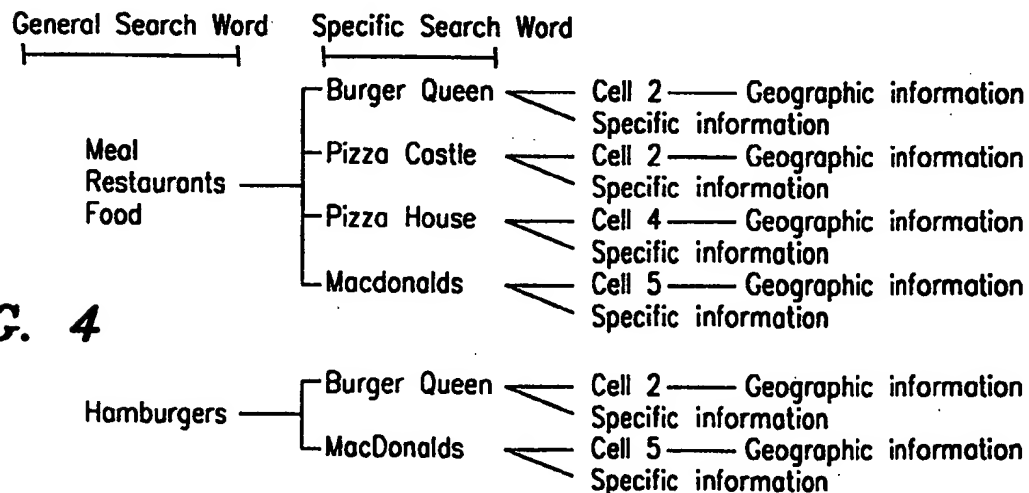 General Search Word Specific Search Word
Burger Queen Cell 2 Geographic information
Specific information
Meal
Restaurants
Food
Pizza Castle Cell 2 Geographic information
Specific information
Pizza House Cell 4 Geographic information
Specific information
Macdonalds Cell 5 Geographic information
Specific information
G. 4
Hamburgers
Burger Queen Cell 2 Geographic information
Specific information
MacDonalds Cell 5 Geographic information
Specific information